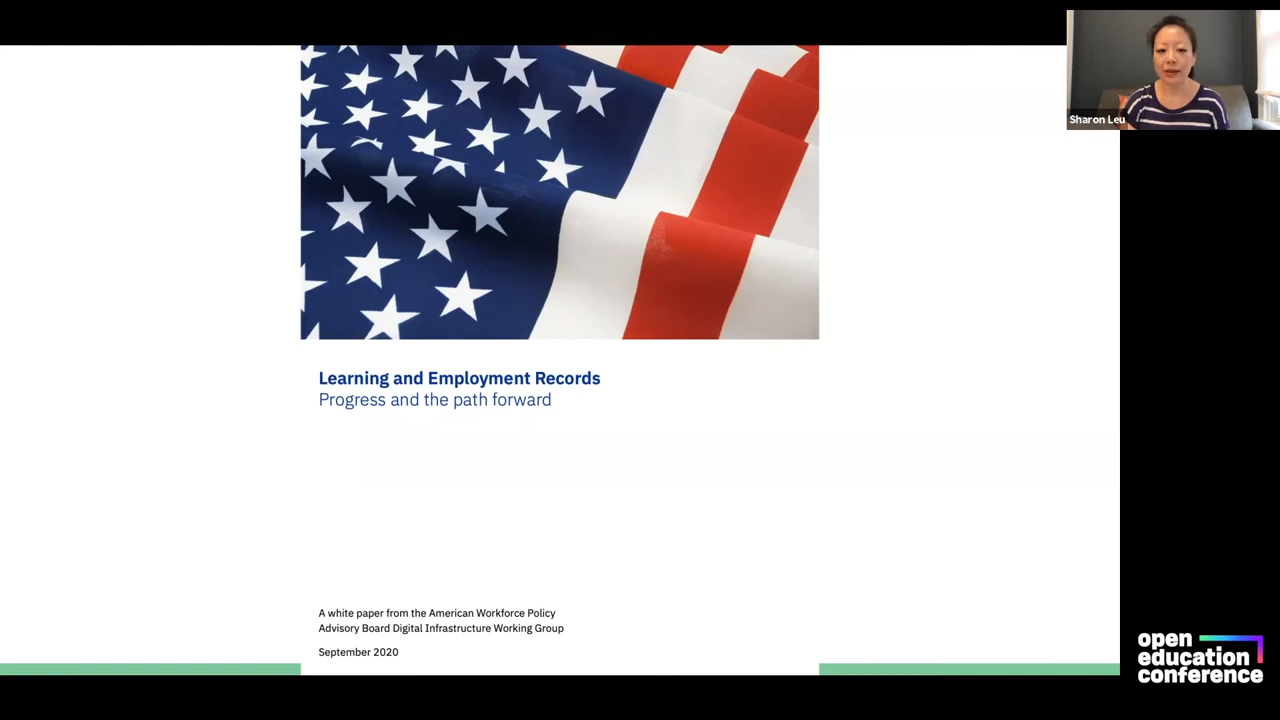 Sharon Leu
Learning and Employment Records
Progress and the path forward
A white paper from the American Workforce Policy
Advisory Board Digital Infrastructure Working Group
September 2020
open
education
conference